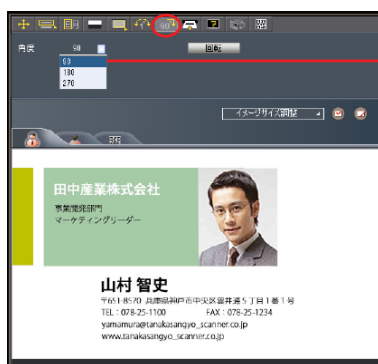 90°
角度 90 回転
90
180
270
イメージサイズ調整
田中産業株式会社
事業開発部門
マーケティングリーダー
山村 智史
〒651-8570 兵庫県神戸市中央区雲井通5丁目1番1号
TEL:078-25-1100 FAX:078-25-1234
yamamura@tanakasangyo_scanner.co.jp
www.tanakasangyo_scanner.co.jp